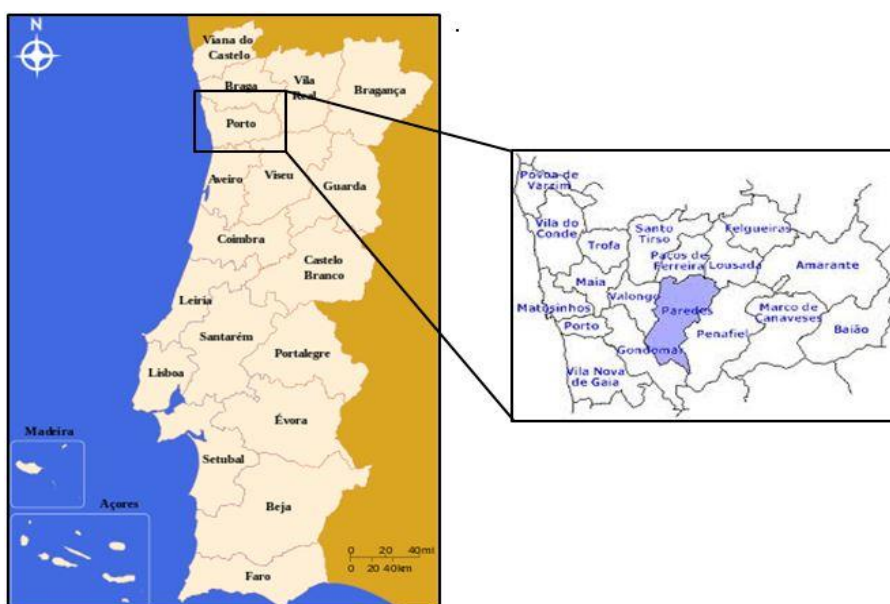 N
Viana do
Castelo
Braga
Vila
Real
Bragança
Porto
Aveiro
Viseu
Guarda
Coimbra
Castelo
Branco
Leiria
Santarém
Portalegre
Lisboa
Évora
Setubal
Beja
Faro
Madeira
Açores
0 20 40mi
0 20 40km
Povoa de
Varzim
Vila do
Conde
Trofa
Santo
Tirso
Felgueiras
Paços de
Ferreira
Lousada
Amarante
Maia
Matosinhos
Valongo
Paredes
Marco de
Canaveses
Porto
Penafiel
Baião
Gondomar
Vila Nova
de Gaia